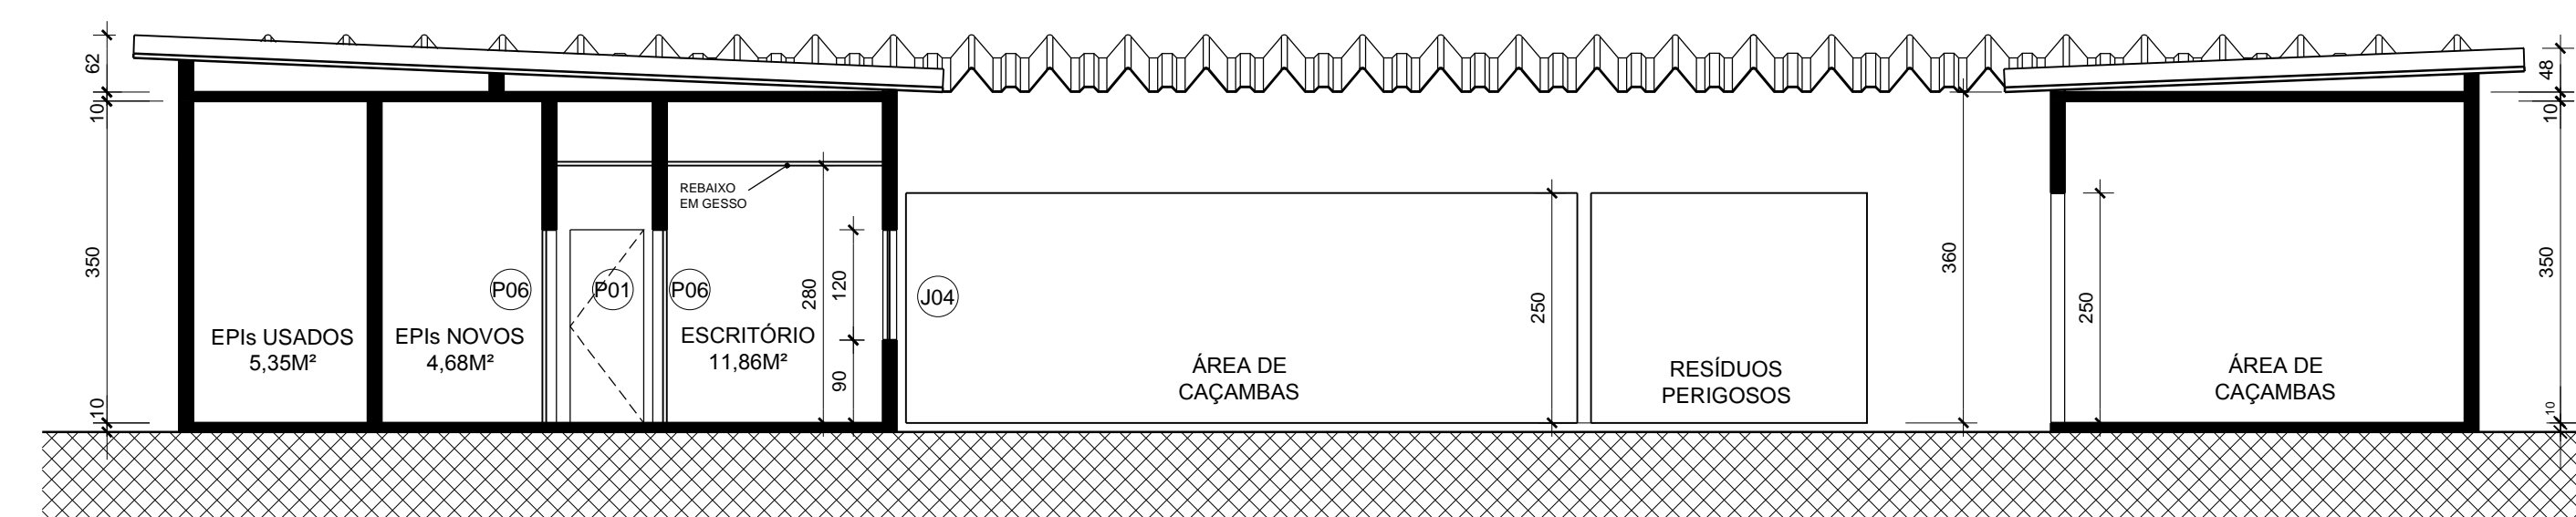 62
10
350
10
EPIs USADOS
5,35M²
EPIs NOVOS
4,68M²
P06
P01
P06
REBAIXO
EM GESSO
ESCRITÓRIO
11,86M²
280
120
90
J04
ÁREA DE
CAÇAMBAS
250
RESÍDUOS
PERIGOSOS
360
250
ÁREA DE
CAÇAMBAS
48
10
350
10